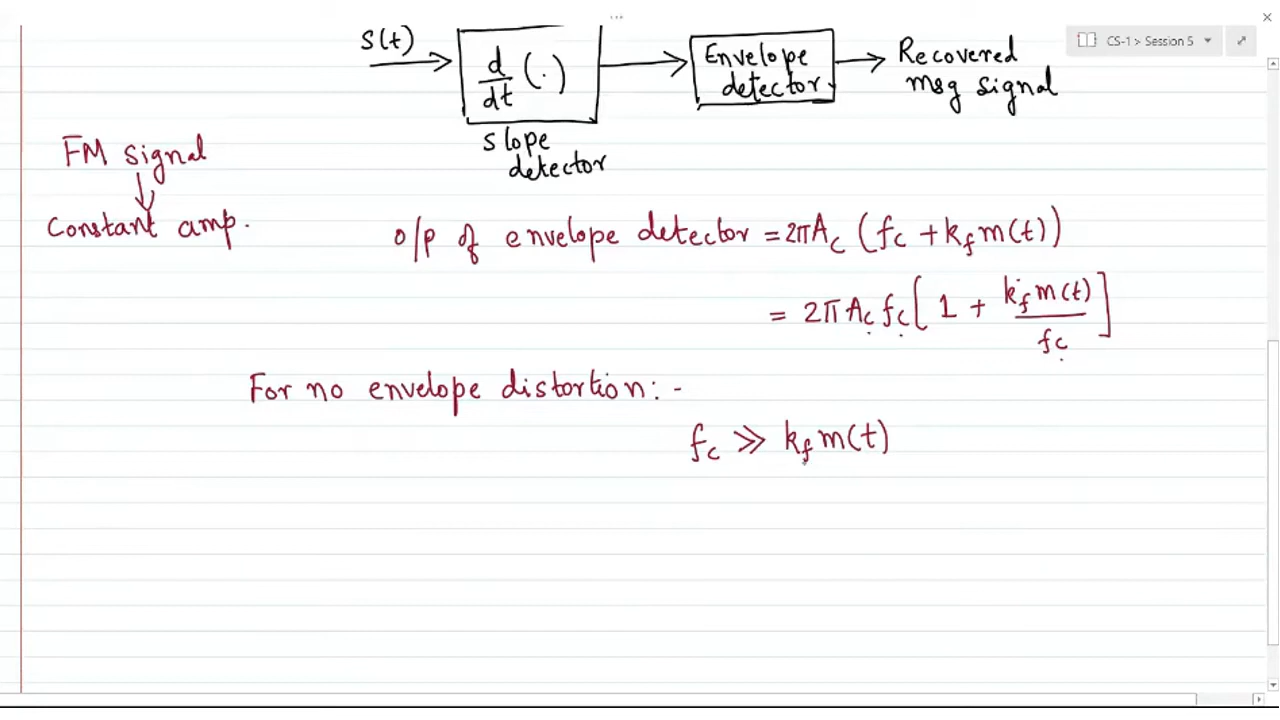 CS-1 > Session 5
S(t)
d/dt (.)
Envelope detector
Recovered msg signal
slope detector
FM signal
Constant amp.
o/p of envelope detector = 2πA_c (f_c + k_f m(t))
= 2πA_c f_c [1 + k_f m(t)/f_c]
For no envelope distortion: -
f_c >> k_f m(t)